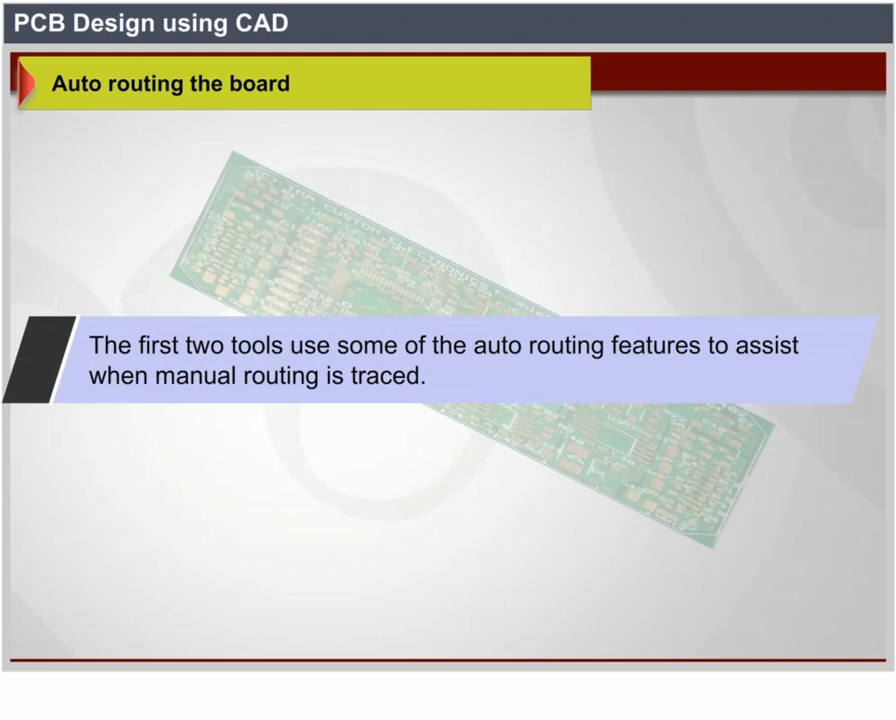 PCB Design using CAD
Auto routing the board
The first two tools use some of the auto routing features to assist
when manual routing is traced.